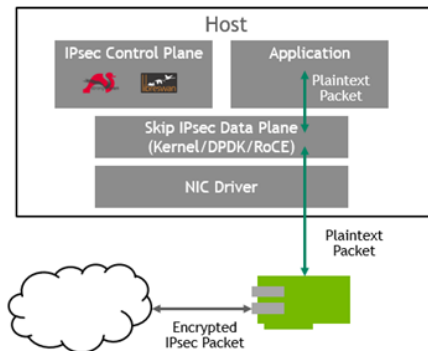 Host
IPsec Control Plane
Application
Plaintext
Packet
Skip IPsec Data Plane
(Kernel/DPDK/RoCE)
NIC Driver
Plaintext
Packet
Encrypted
IPsec Packet